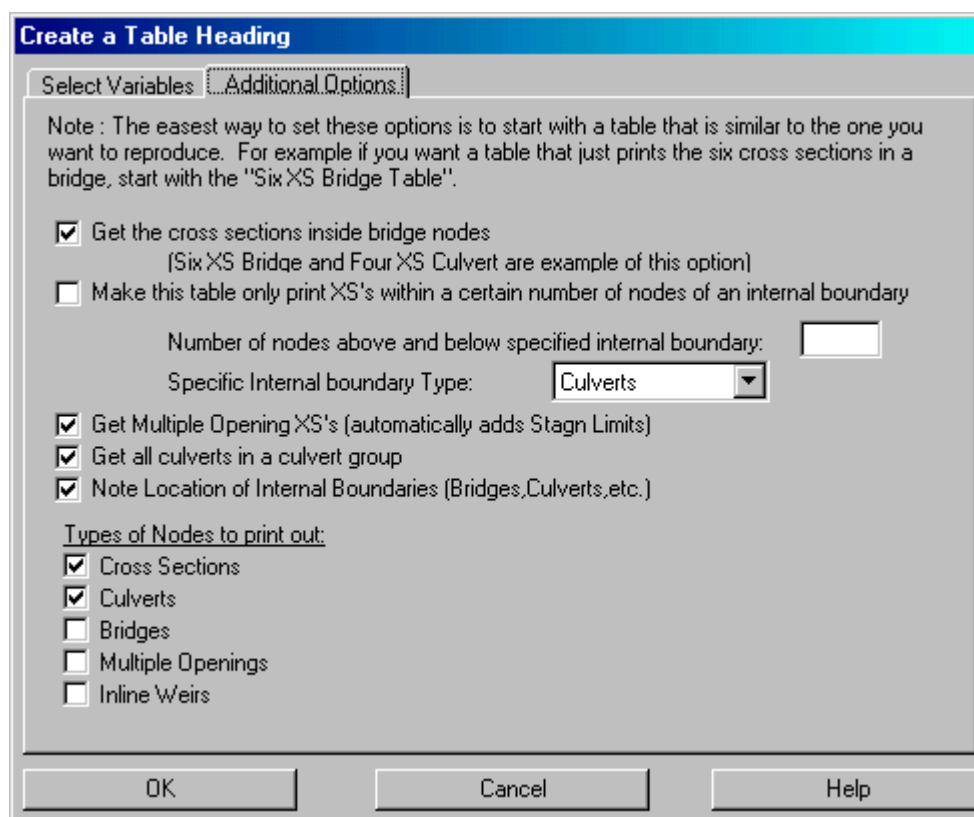 Create a Table Heading
Select Variables
Additional Options
Note : The easiest way to set these options is to start with a table that is similar to the one you
want to reproduce. For example if you want a table that just prints the six cross sections in a
bridge, start with the "Six XS Bridge Table".
Get the cross sections inside bridge nodes
(Six XS Bridge and Four XS Culvert are example of this option)
Make this table only print XS's within a certain number of nodes of an internal boundary
Number of nodes above and below specified internal boundary:
Specific Internal boundary Type: Culverts
Get Multiple Opening XS's (automatically adds Stagn Limits)
Get all culverts in a culvert group
Note Location of Internal Boundaries (Bridges,Culverts,etc.)
Types of Nodes to print out:
Cross Sections
Culverts
Bridges
Multiple Openings
Inline Weirs
OK Cancel Help